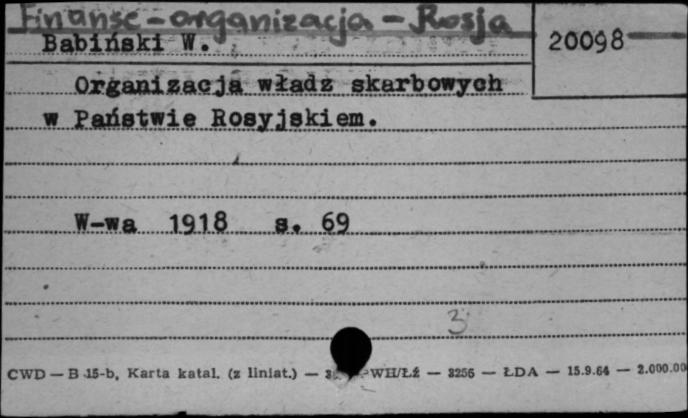 Finanse - organizacja - Rosja
Babiński W.
20098
Organizacja władz skarbowych
w Państwie Rosyjskiem.
W-wa 1918 s. 69
3
CWD — B 15-b, Karta katal. (z liniat.) — WH/Łż — 3256 — ŁDA — 15.9.64 — 2.000.00